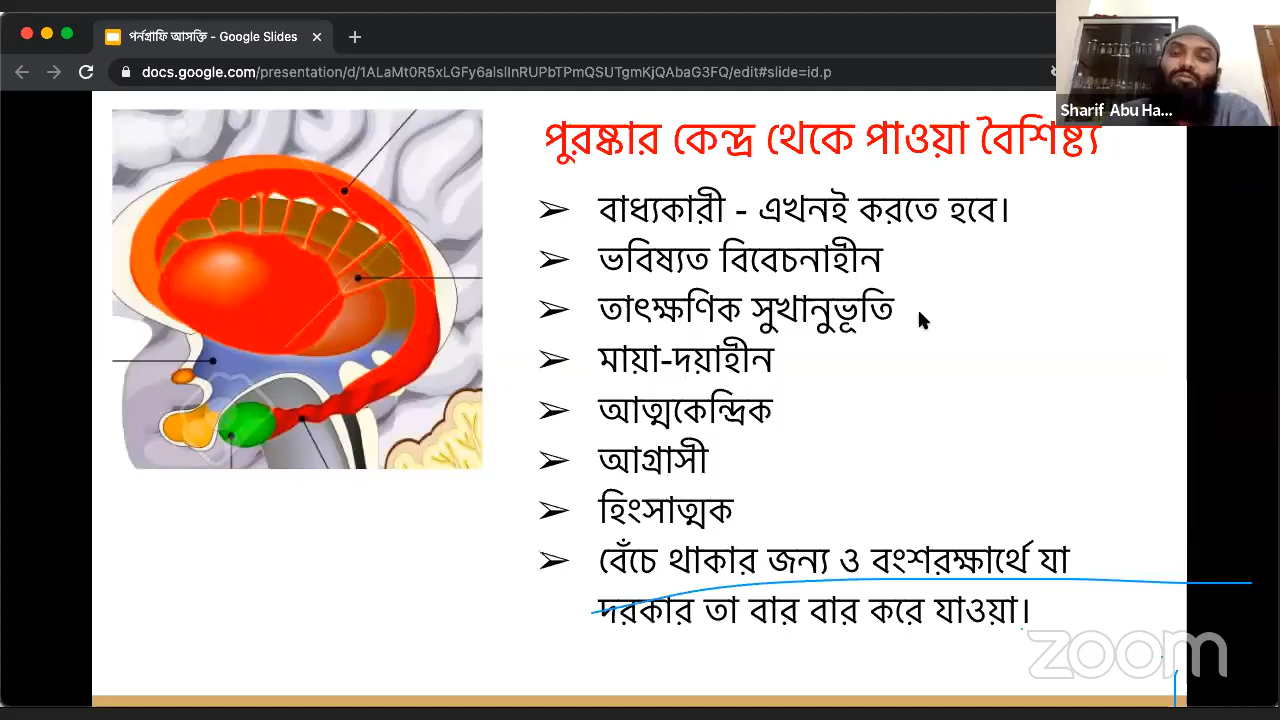 পর্নগ্রাফি আসক্তি - Google Slides
docs.google.com/presentation/d/1ALaMt0R5xLGFy6alsIlnRUPbTPmQSUTgmKjQAbaG3FQ/edit#slide=id.p
Sharif Abu Ha...
পুরষ্কার কেন্দ্র থেকে পাওয়া বৈশিষ্ট্য
➢ বাধ্যকারী - এখনই করতে হবে।
➢ ভবিষ্যত বিবেচনাহীন
➢ তাৎক্ষণিক সুখানুভূতি
➢ মায়া-দয়াহীন
➢ আত্মকেন্দ্রিক
➢ আগ্রাসী
➢ হিংসাত্মক
➢ বেঁচে থাকার জন্য ও বংশরক্ষার্থে যা
দরকার তা বার বার করে যাওয়া।
zoom